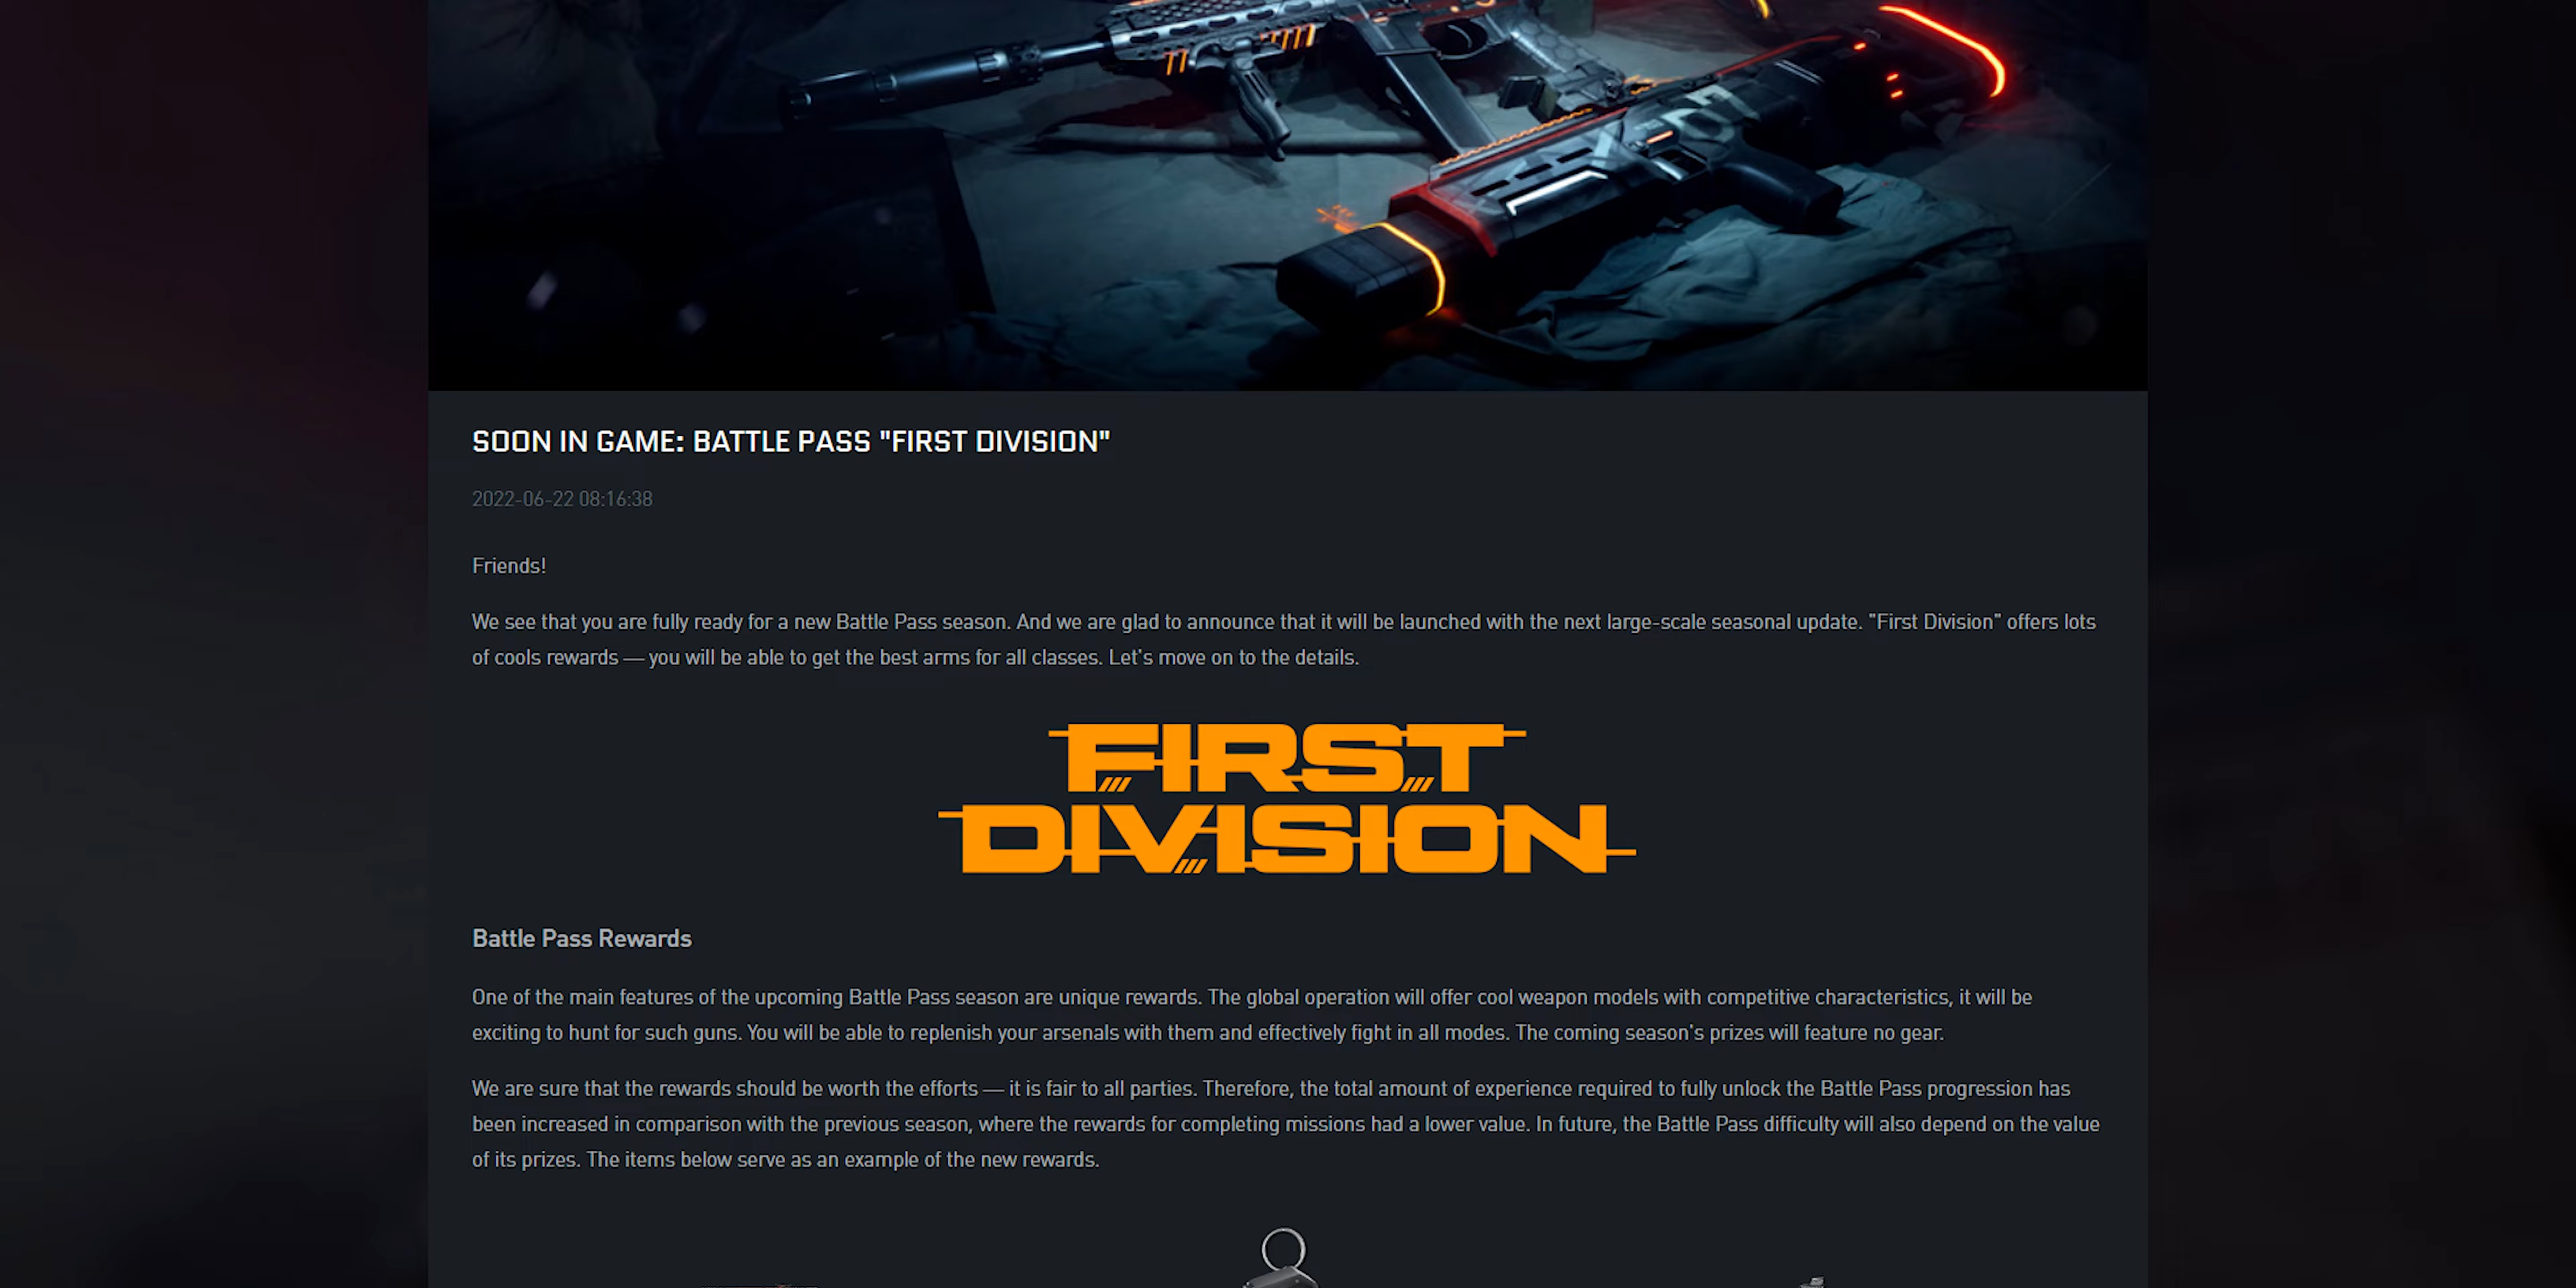 SOON IN GAME: BATTLE PASS "FIRST DIVISION"
2022-06-22 08:16:38
Friends!
We see that you are fully ready for a new Battle Pass season. And we are glad to announce that it will be launched with the next large-scale seasonal update. "First Division" offers lots
of cools rewards — you will be able to get the best arms for all classes. Let's move on to the details.
FIRST
DIVISION
Battle Pass Rewards
One of the main features of the upcoming Battle Pass season are unique rewards. The global operation will offer cool weapon models with competitive characteristics, it will be
exciting to hunt for such guns. You will be able to replenish your arsenals with them and effectively fight in all modes. The coming season's prizes will feature no gear.
We are sure that the rewards should be worth the efforts — it is fair to all parties. Therefore, the total amount of experience required to fully unlock the Battle Pass progression has
been increased in comparison with the previous season, where the rewards for completing missions had a lower value. In future, the Battle Pass difficulty will also depend on the value
of its prizes. The items below serve as an example of the new rewards.